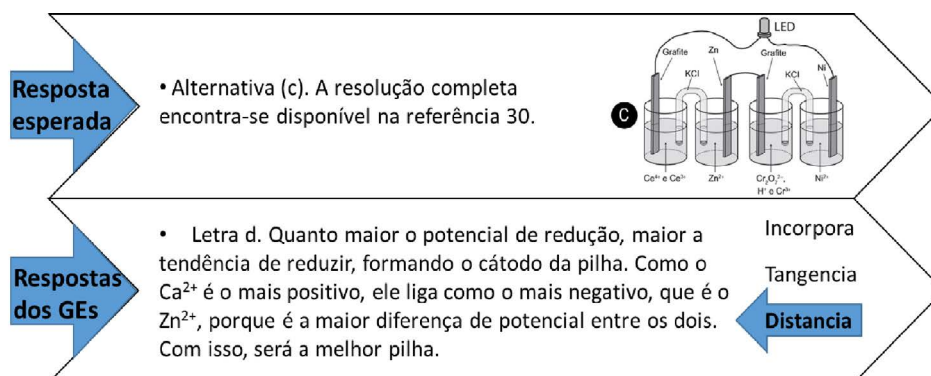 Resposta
esperada
• Alternativa (c). A resolução completa
encontra-se disponível na referência 30.
LED
Grafite
Zn
Grafite
Ni
KCl
KCl
C
Ce⁴⁺ e Ce³⁺
Zn²⁺
Cr₂O₇²⁻,
H⁺ e Cr³⁺
Ni²⁺
Respostas
dos GEs
• Letra d. Quanto maior o potencial de redução, maior a
tendência de reduzir, formando o cátodo da pilha. Como o
Ca²⁺ é o mais positivo, ele liga como o mais negativo, que é o
Zn²⁺, porque é a maior diferença de potencial entre os dois.
Com isso, será a melhor pilha.
Incorpora
Tangencia
Distancia